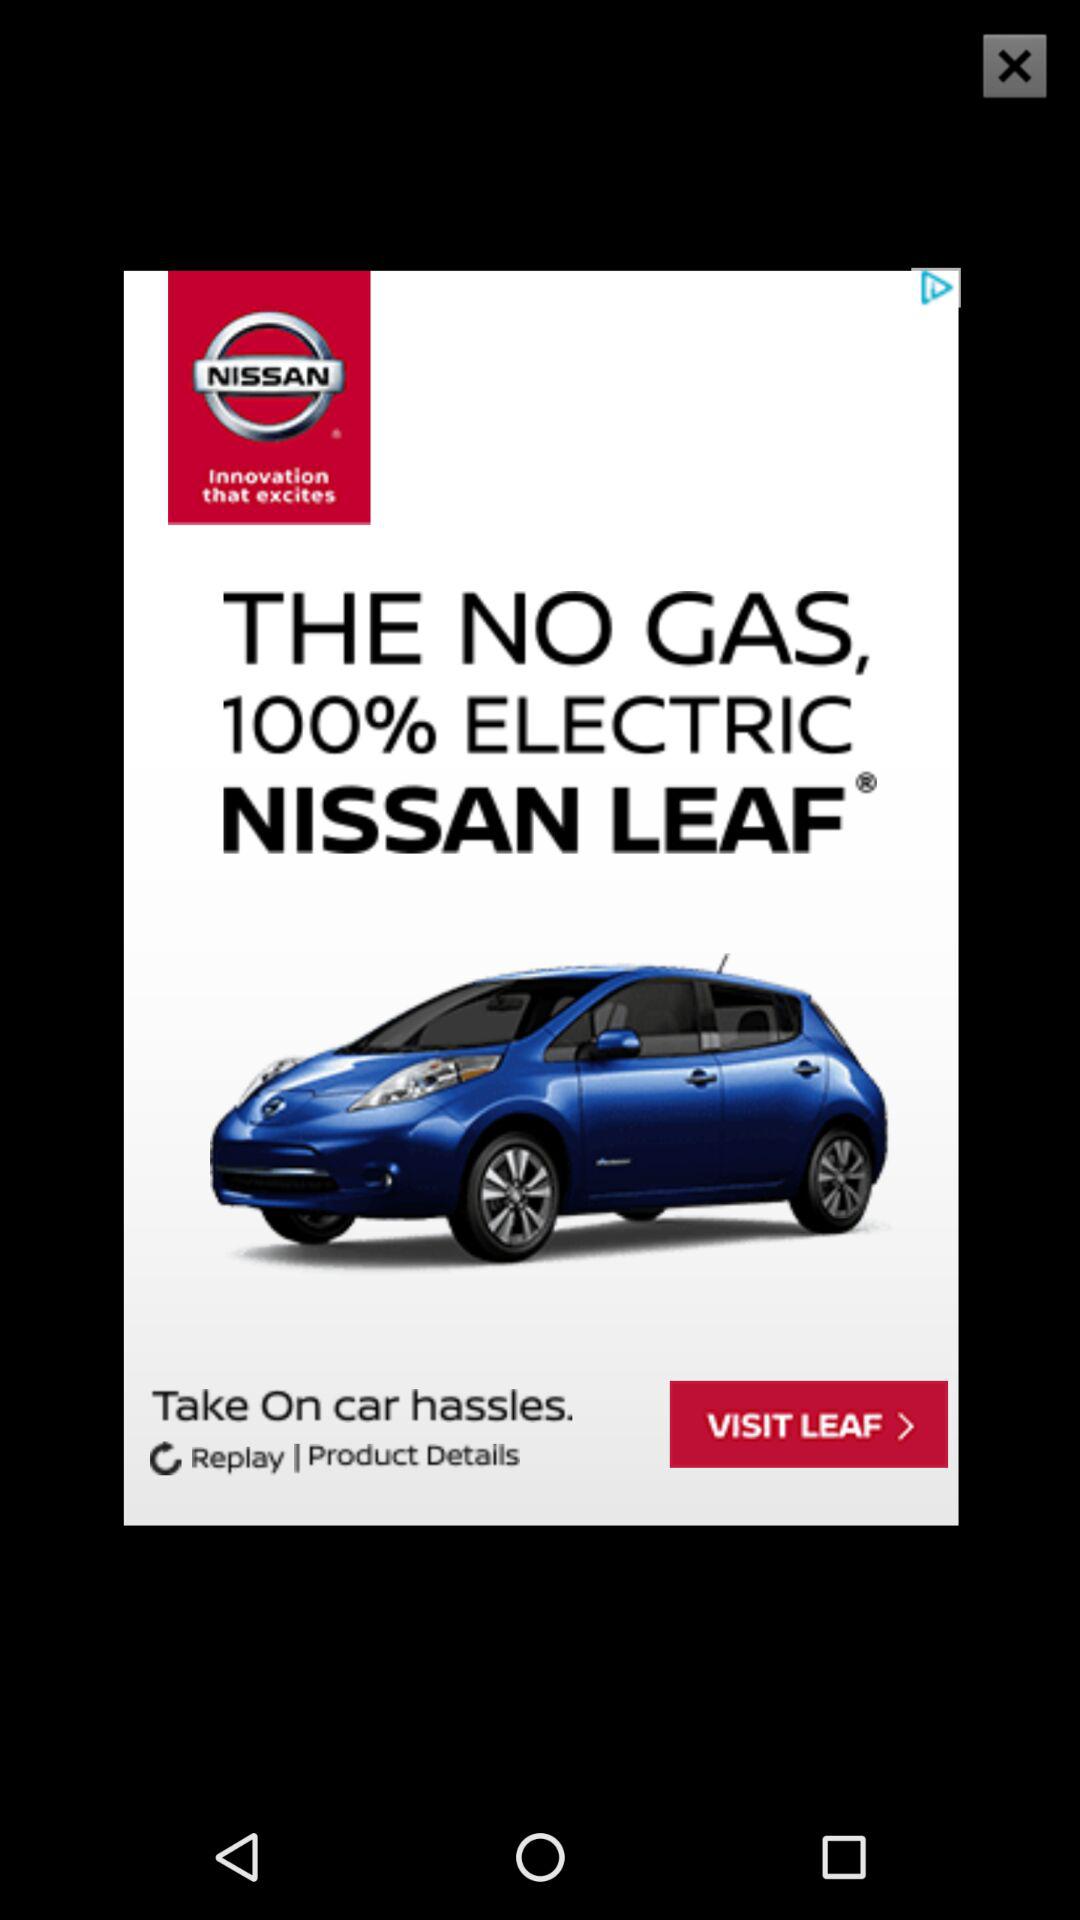 NISSAN
®
Innovation
that excites
THE NO GAS,
100% ELECTRIC
NISSAN LEAF®
Take On car hassles.
Replay | Product Details
VISIT LEAF >